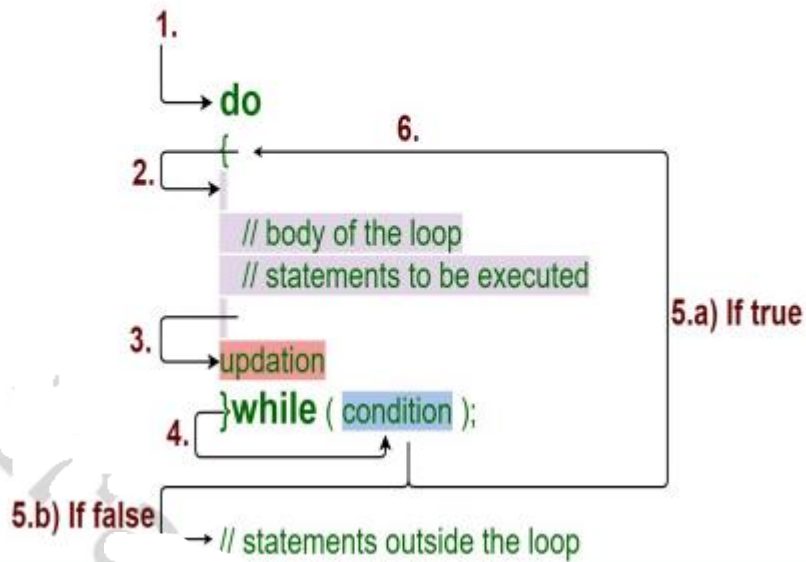 1.
do
6.
{
2.
// body of the loop
// statements to be executed
5.a) If true
3.
updation
}while ( condition );
4.
5.b) If false
// statements outside the loop